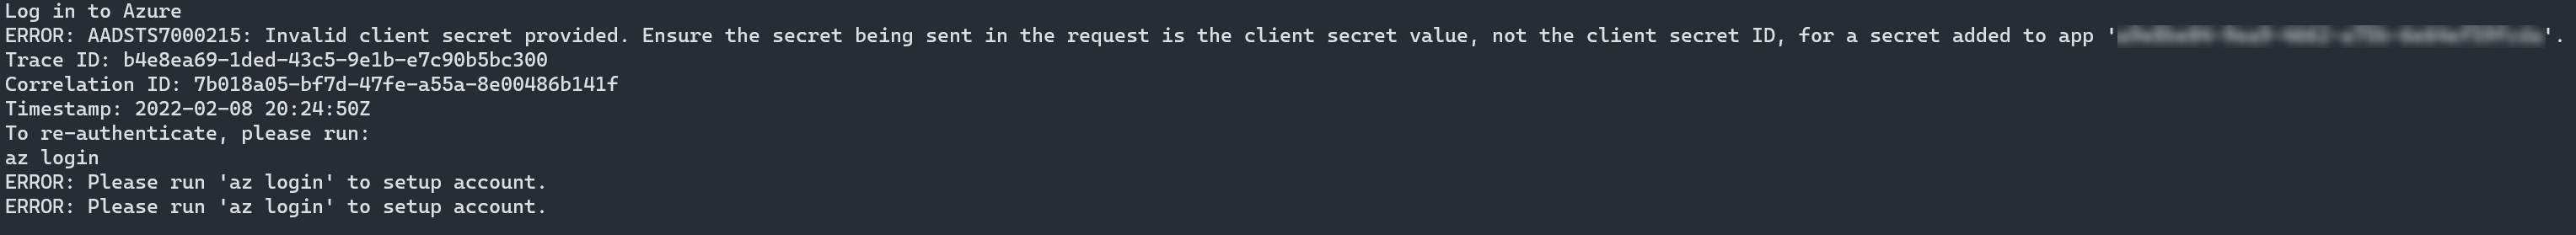 Log in to Azure
ERROR: AADSTS7000215: Invalid client secret provided. Ensure the secret being sent in the request is the client secret value, not the client secret ID, for a secret added to app ' '.
Trace ID: b4e8ea69-1ded-43c5-9e1b-e7c90b5bc300
Correlation ID: 7b018a05-bf7d-47fe-a55a-8e00486b141f
Timestamp: 2022-02-08 20:24:50Z
To re-authenticate, please run:
az login
ERROR: Please run 'az login' to setup account.
ERROR: Please run 'az login' to setup account.